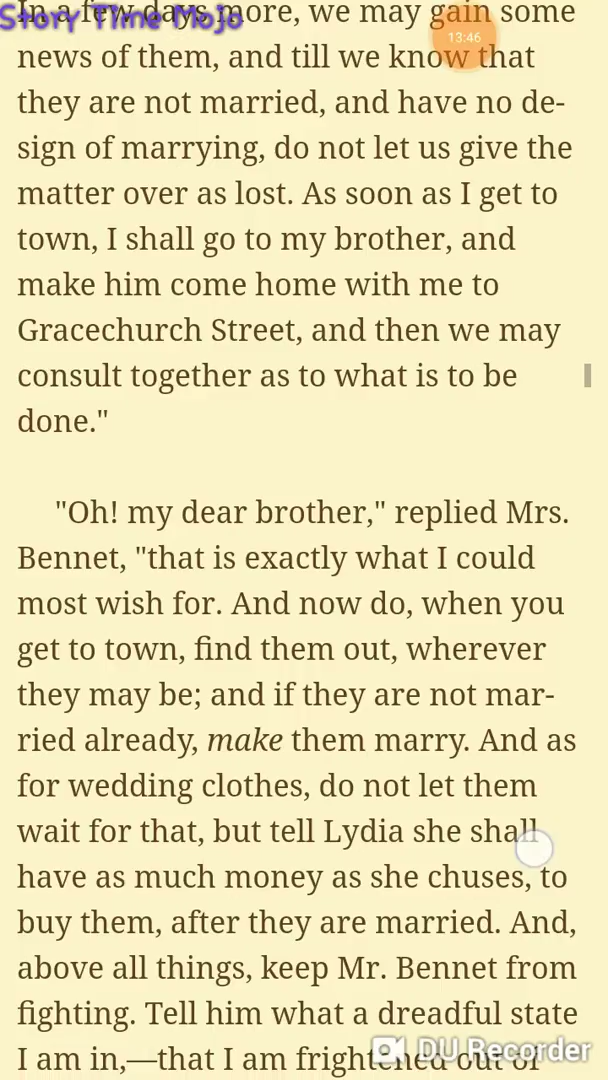 Story Time Mojo
In a few days more, we may gain some
13:46
news of them, and till we know that
they are not married, and have no de-
sign of marrying, do not let us give the
matter over as lost. As soon as I get to
town, I shall go to my brother, and
make him come home with me to
Gracechurch Street, and then we may
consult together as to what is to be
done."
"Oh! my dear brother," replied Mrs.
Bennet, "that is exactly what I could
most wish for. And now do, when you
get to town, find them out, wherever
they may be; and if they are not mar-
ried already, make them marry. And as
for wedding clothes, do not let them
wait for that, but tell Lydia she shall
have as much money as she chuses, to
buy them, after they are married. And,
above all things, keep Mr. Bennet from
fighting. Tell him what a dreadful state
I am in,—that I am frightened out of
DU Recorder